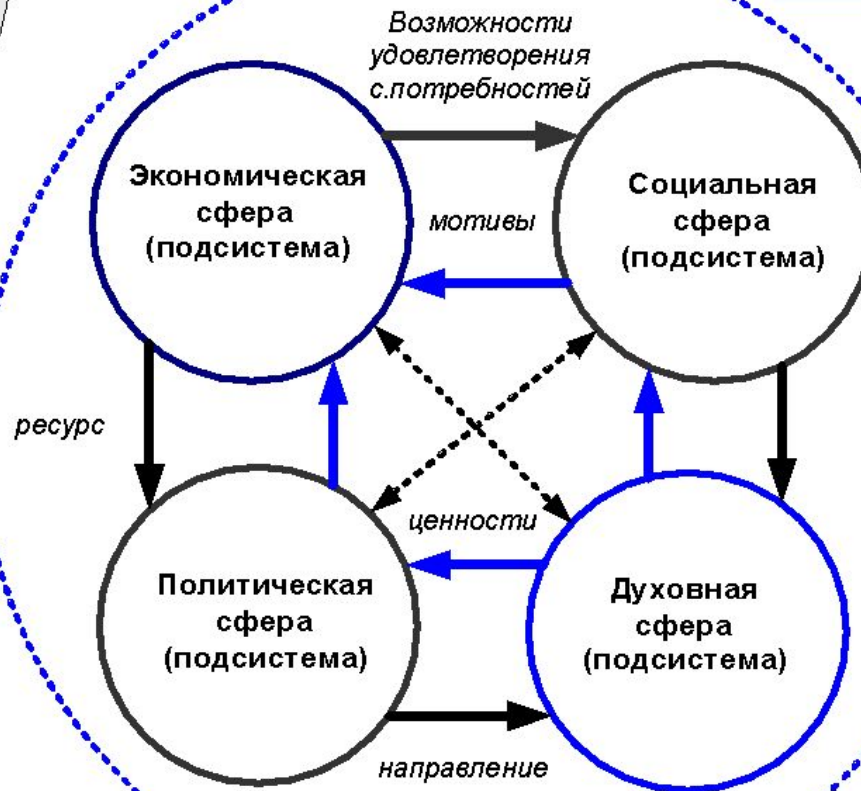 Возможности
удовлетворения
с.потребностей
Экономическая
сфера
(подсистема)
мотивы
Социальная
сфера
(подсистема)
ресурс
ценности
Политическая
сфера
(подсистема)
Духовная
сфера
(подсистема)
направление